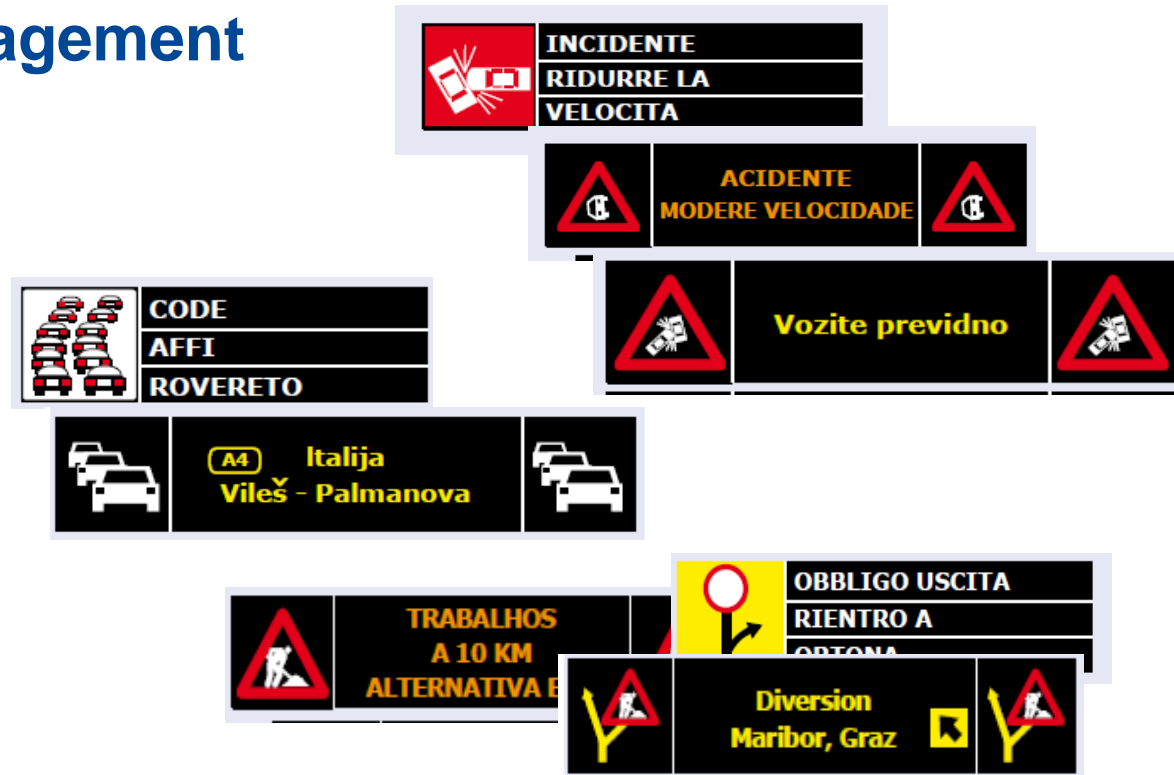 agement
INCIDENTE
RIDURRE LA
VELOCITA
ACIDENTE
MODERE VELOCIDADE
Vozite previdno
CODE
AFFI
ROVERETO
A4 Italija
Vileš - Palmanova
TRABALHOS
A 10 KM
ALTERNATIVA
OBBLIGO USCITA
RIENTRO A
Diversion
Maribor, Graz